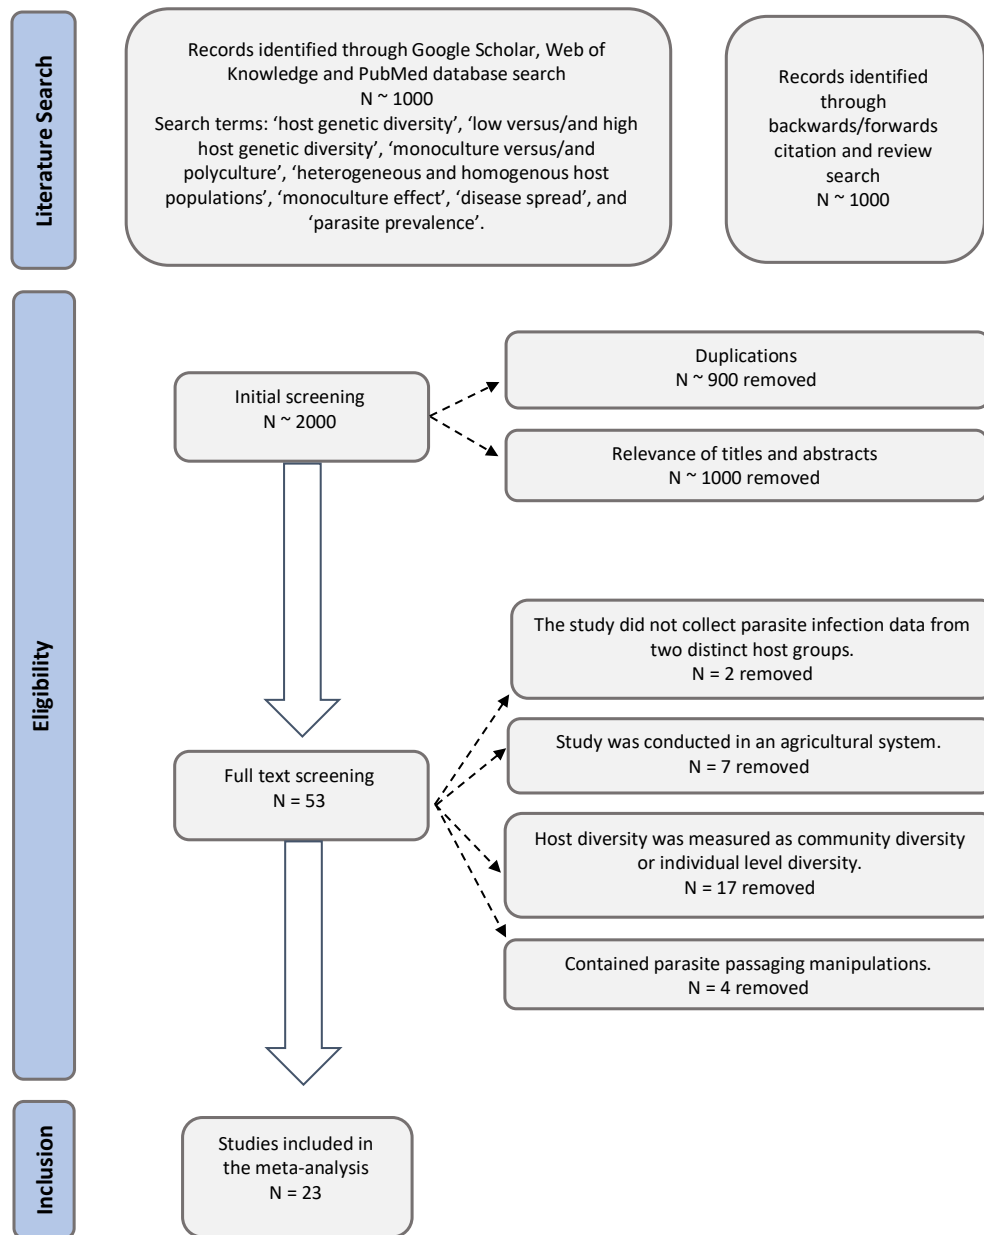 Literature Search
Records identified through Google Scholar, Web of
Knowledge and PubMed database search
N ~ 1000
Search terms: ‘host genetic diversity’, ‘low versus/and high
host genetic diversity’, ‘monoculture versus/and
polyculture’, ‘heterogeneous and homogenous host
populations’, ‘monoculture effect’, ‘disease spread’, and
‘parasite prevalence’.
Records identified
through
backwards/forwards
citation and review
search
N ~ 1000
Eligibility
Initial screening
N ~ 2000
Duplications
N ~ 900 removed
Relevance of titles and abstracts
N ~ 1000 removed
Full text screening
N = 53
The study did not collect parasite infection data from
two distinct host groups.
N = 2 removed
Study was conducted in an agricultural system.
N = 7 removed
Host diversity was measured as community diversity
or individual level diversity.
N = 17 removed
Contained parasite passaging manipulations.
N = 4 removed
Inclusion
Studies included in
the meta-analysis
N = 23